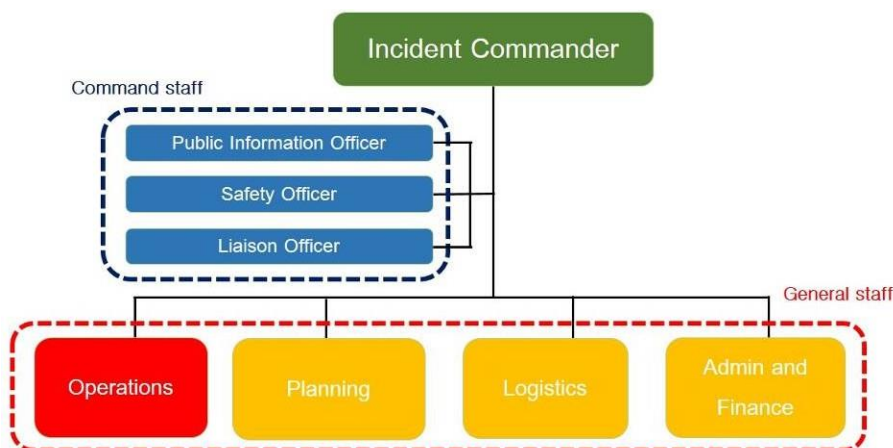 Incident Commander
Command staff
Public Information Officer
Safety Officer
Liaison Officer
General staff
Operations
Planning
Logistics
Admin and
Finance